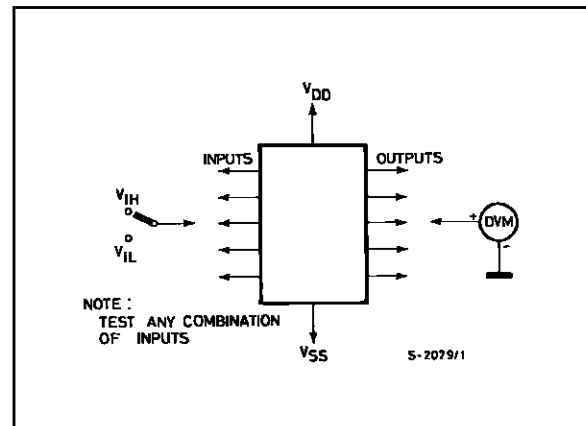 VDD
INPUTS
OUTPUTS
VIH
VIL
+ DVM -
NOTE :
TEST ANY COMBINATION
OF INPUTS
VSS
S-2079/1